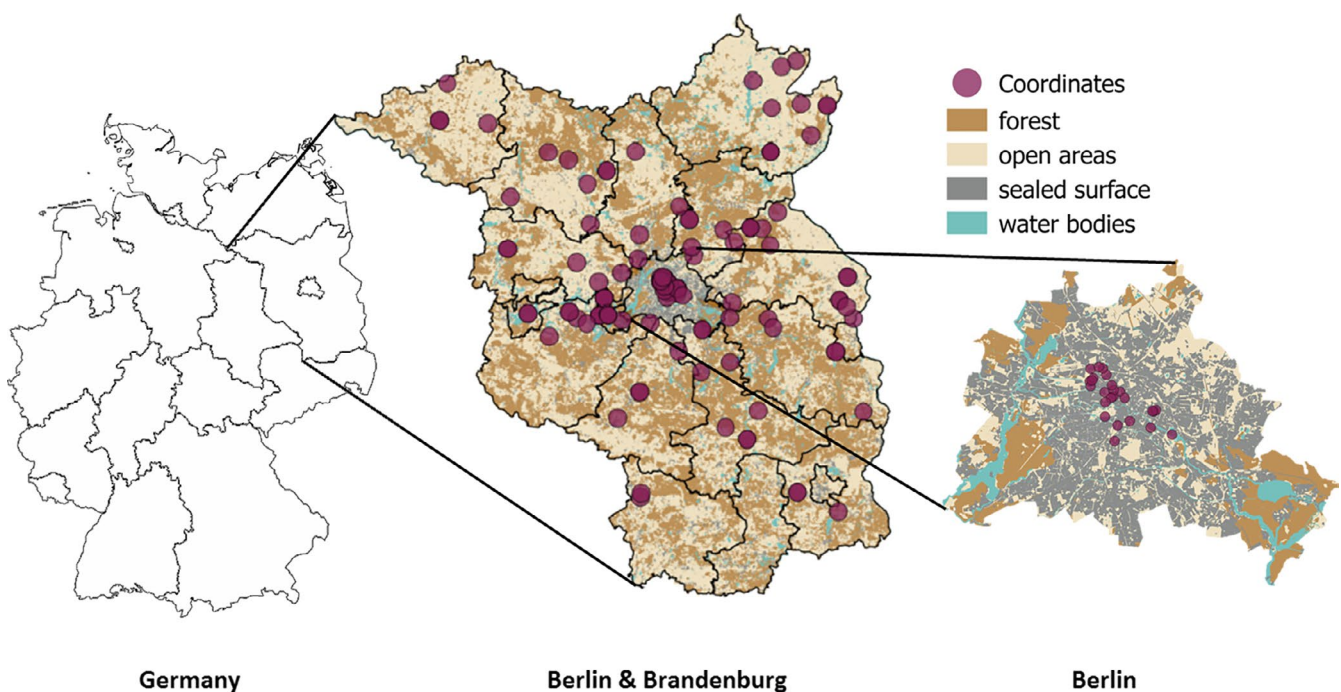 Coordinates
forest
open areas
sealed surface
water bodies
Germany
Berlin & Brandenburg
Berlin